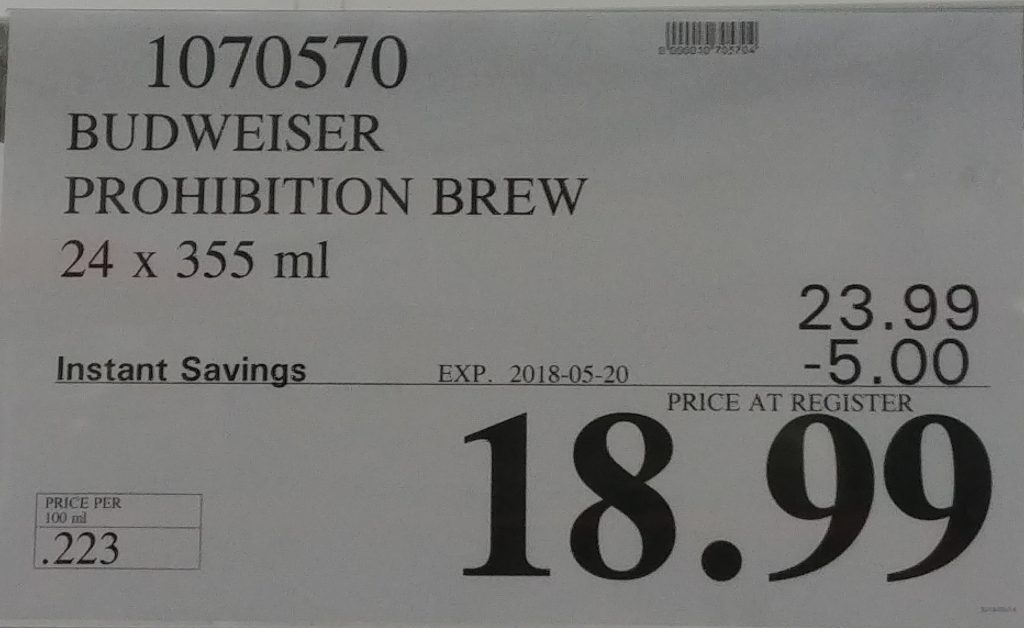 1070570
BUDWEISER
PROHIBITION BREW
24 x 355 ml
23.99
Instant Savings EXP. 2018-05-20 -5.00
PRICE AT REGISTER
18.99
PRICE PER
100 ml
.223